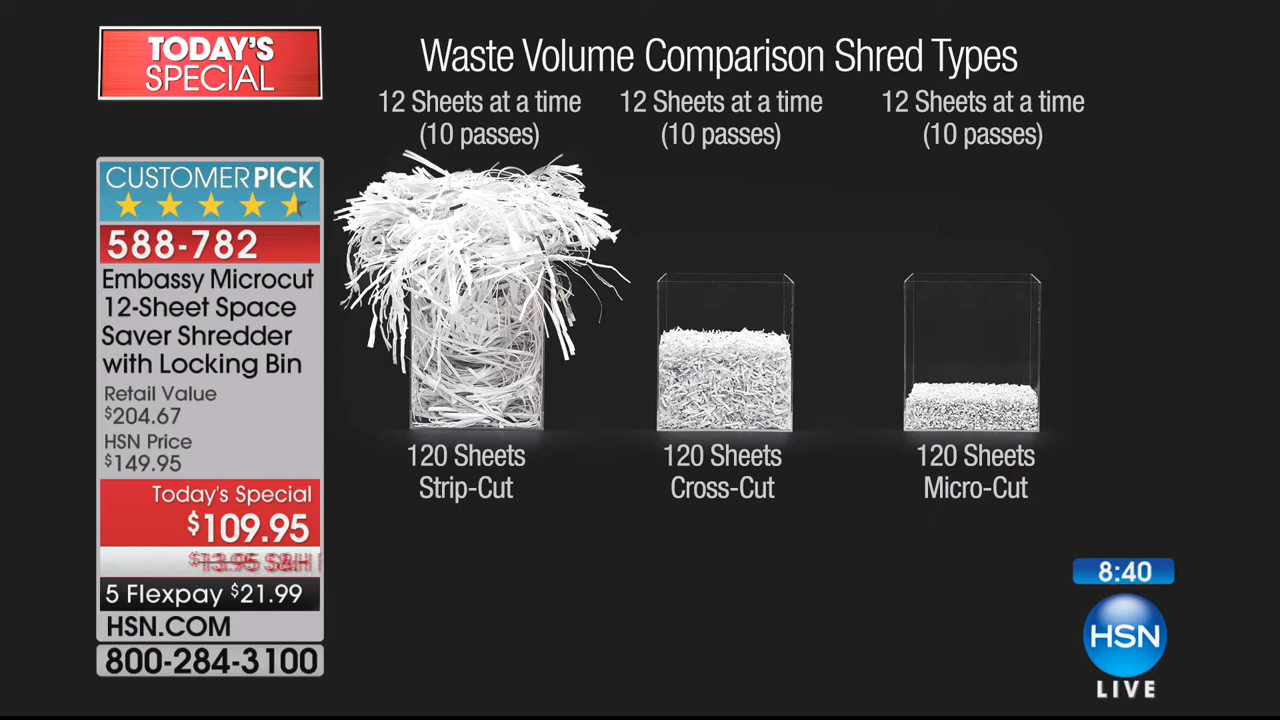 TODAY'S
SPECIAL
CUSTOMER PICK
588-782
Embassy Microcut
12-Sheet Space
Saver Shredder
with Locking Bin
Retail Value
$204.67
HSN Price
$149.95
Today's Special
$109.95
$13.95 S&H
5 Flexpay $21.99
HSN.COM
800-284-3100
Waste Volume Comparison Shred Types
12 Sheets at a time
(10 passes)
12 Sheets at a time
(10 passes)
12 Sheets at a time
(10 passes)
120 Sheets
Strip-Cut
120 Sheets
Cross-Cut
120 Sheets
Micro-Cut
8:40
HSN
LIVE